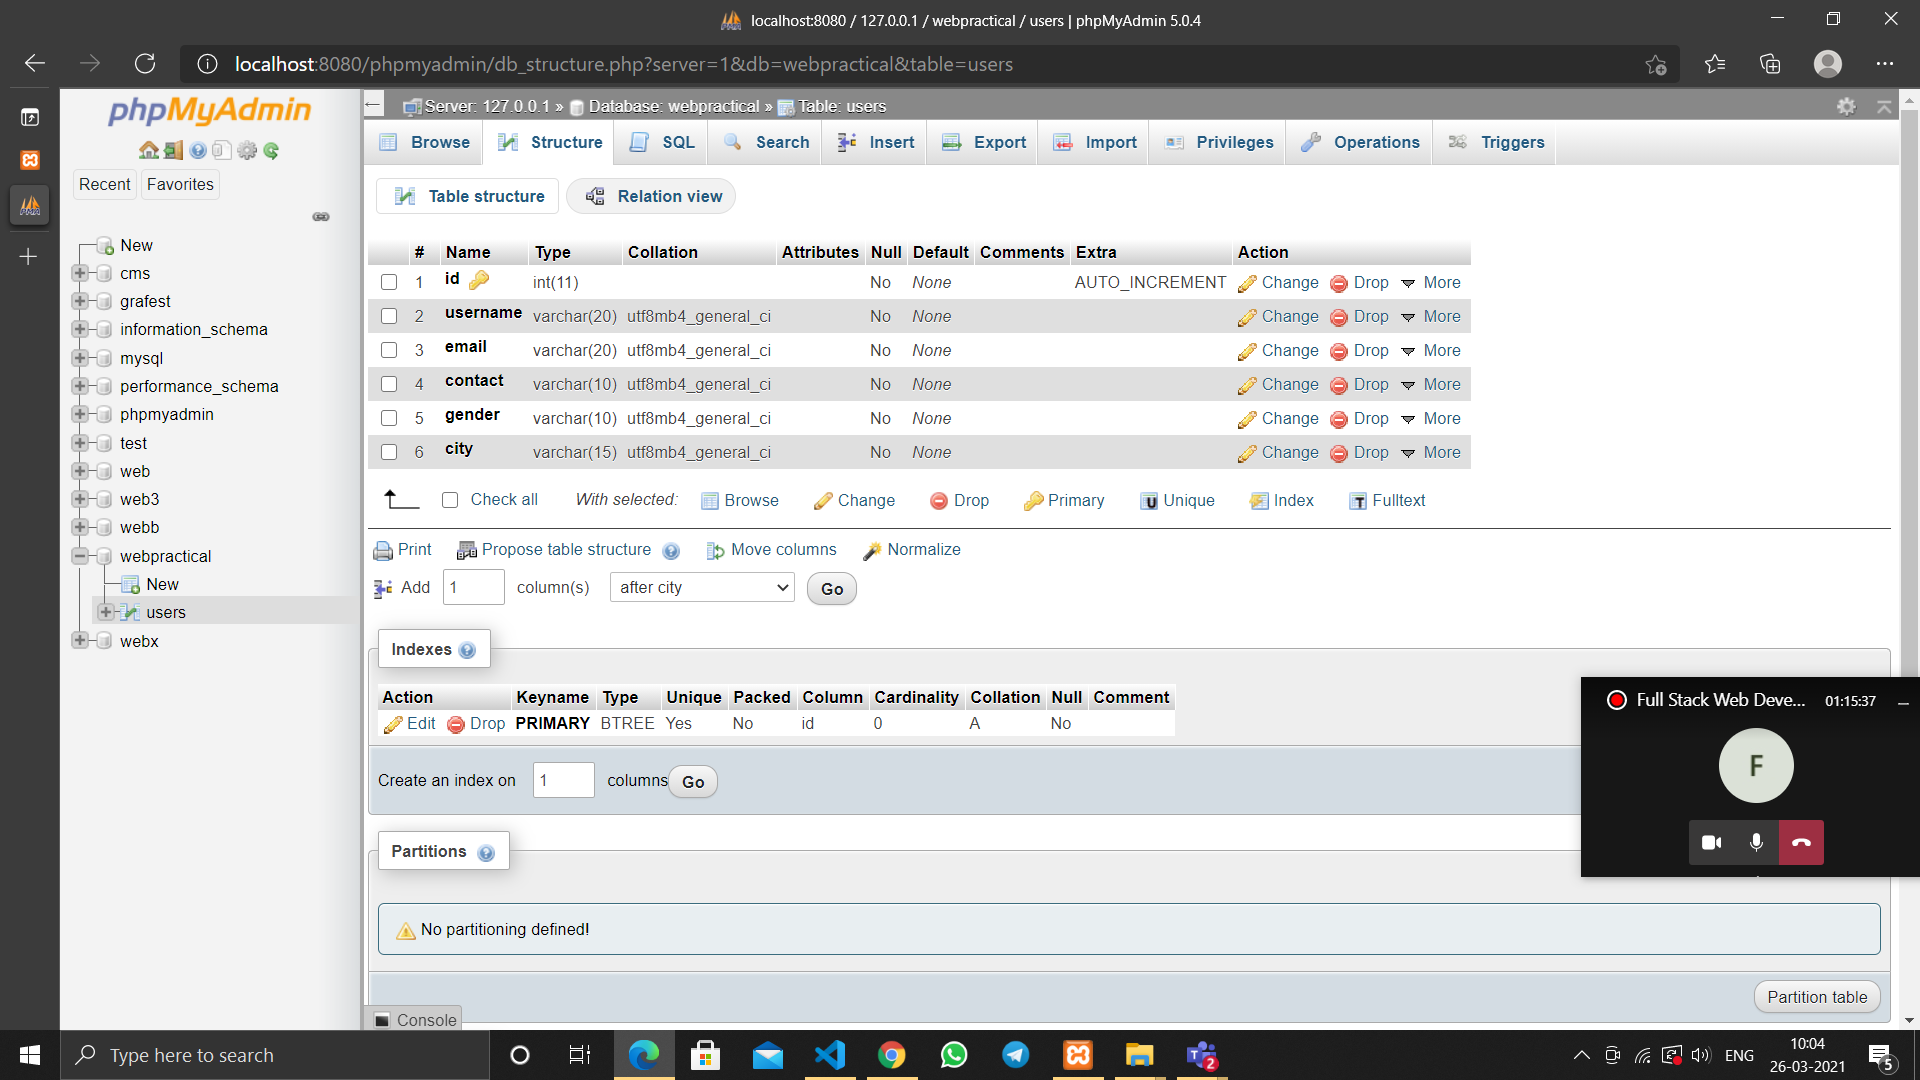 localhost:8080 / 127.0.0.1 / webpractical / users | phpMyAdmin 5.0.4
localhost:8080/phpmyadmin/db_structure.php?server=1&db=webpractical&table=users
phpMyAdmin
Recent Favorites
New
cms
grafest
information_schema
mysql
performance_schema
phpmyadmin
test
web
web3
webb
webpractical
New
users
webx
Server: 127.0.0.1 » Database: webpractical » Table: users
Browse Structure SQL Search Insert Export Import Privileges Operations Triggers
Table structure Relation view
# Name Type Collation Attributes Null Default Comments Extra Action
1 id int(11) No None AUTO_INCREMENT Change Drop More
2 username varchar(20) utf8mb4_general_ci No None Change Drop More
3 email varchar(20) utf8mb4_general_ci No None Change Drop More
4 contact varchar(10) utf8mb4_general_ci No None Change Drop More
5 gender varchar(10) utf8mb4_general_ci No None Change Drop More
6 city varchar(15) utf8mb4_general_ci No None Change Drop More
Check all With selected: Browse Change Drop Primary Unique Index Fulltext
Print Propose table structure Move columns Normalize
Add 1 column(s) after city Go
Indexes
Action Keyname Type Unique Packed Column Cardinality Collation Null Comment
Edit Drop PRIMARY BTREE Yes No id 0 A No
Create an index on 1 columns Go
Partitions
No partitioning defined!
Partition table
Console
Full Stack Web Deve... 01:15:37
F
Type here to search
2
ENG
10:04
26-03-2021
5